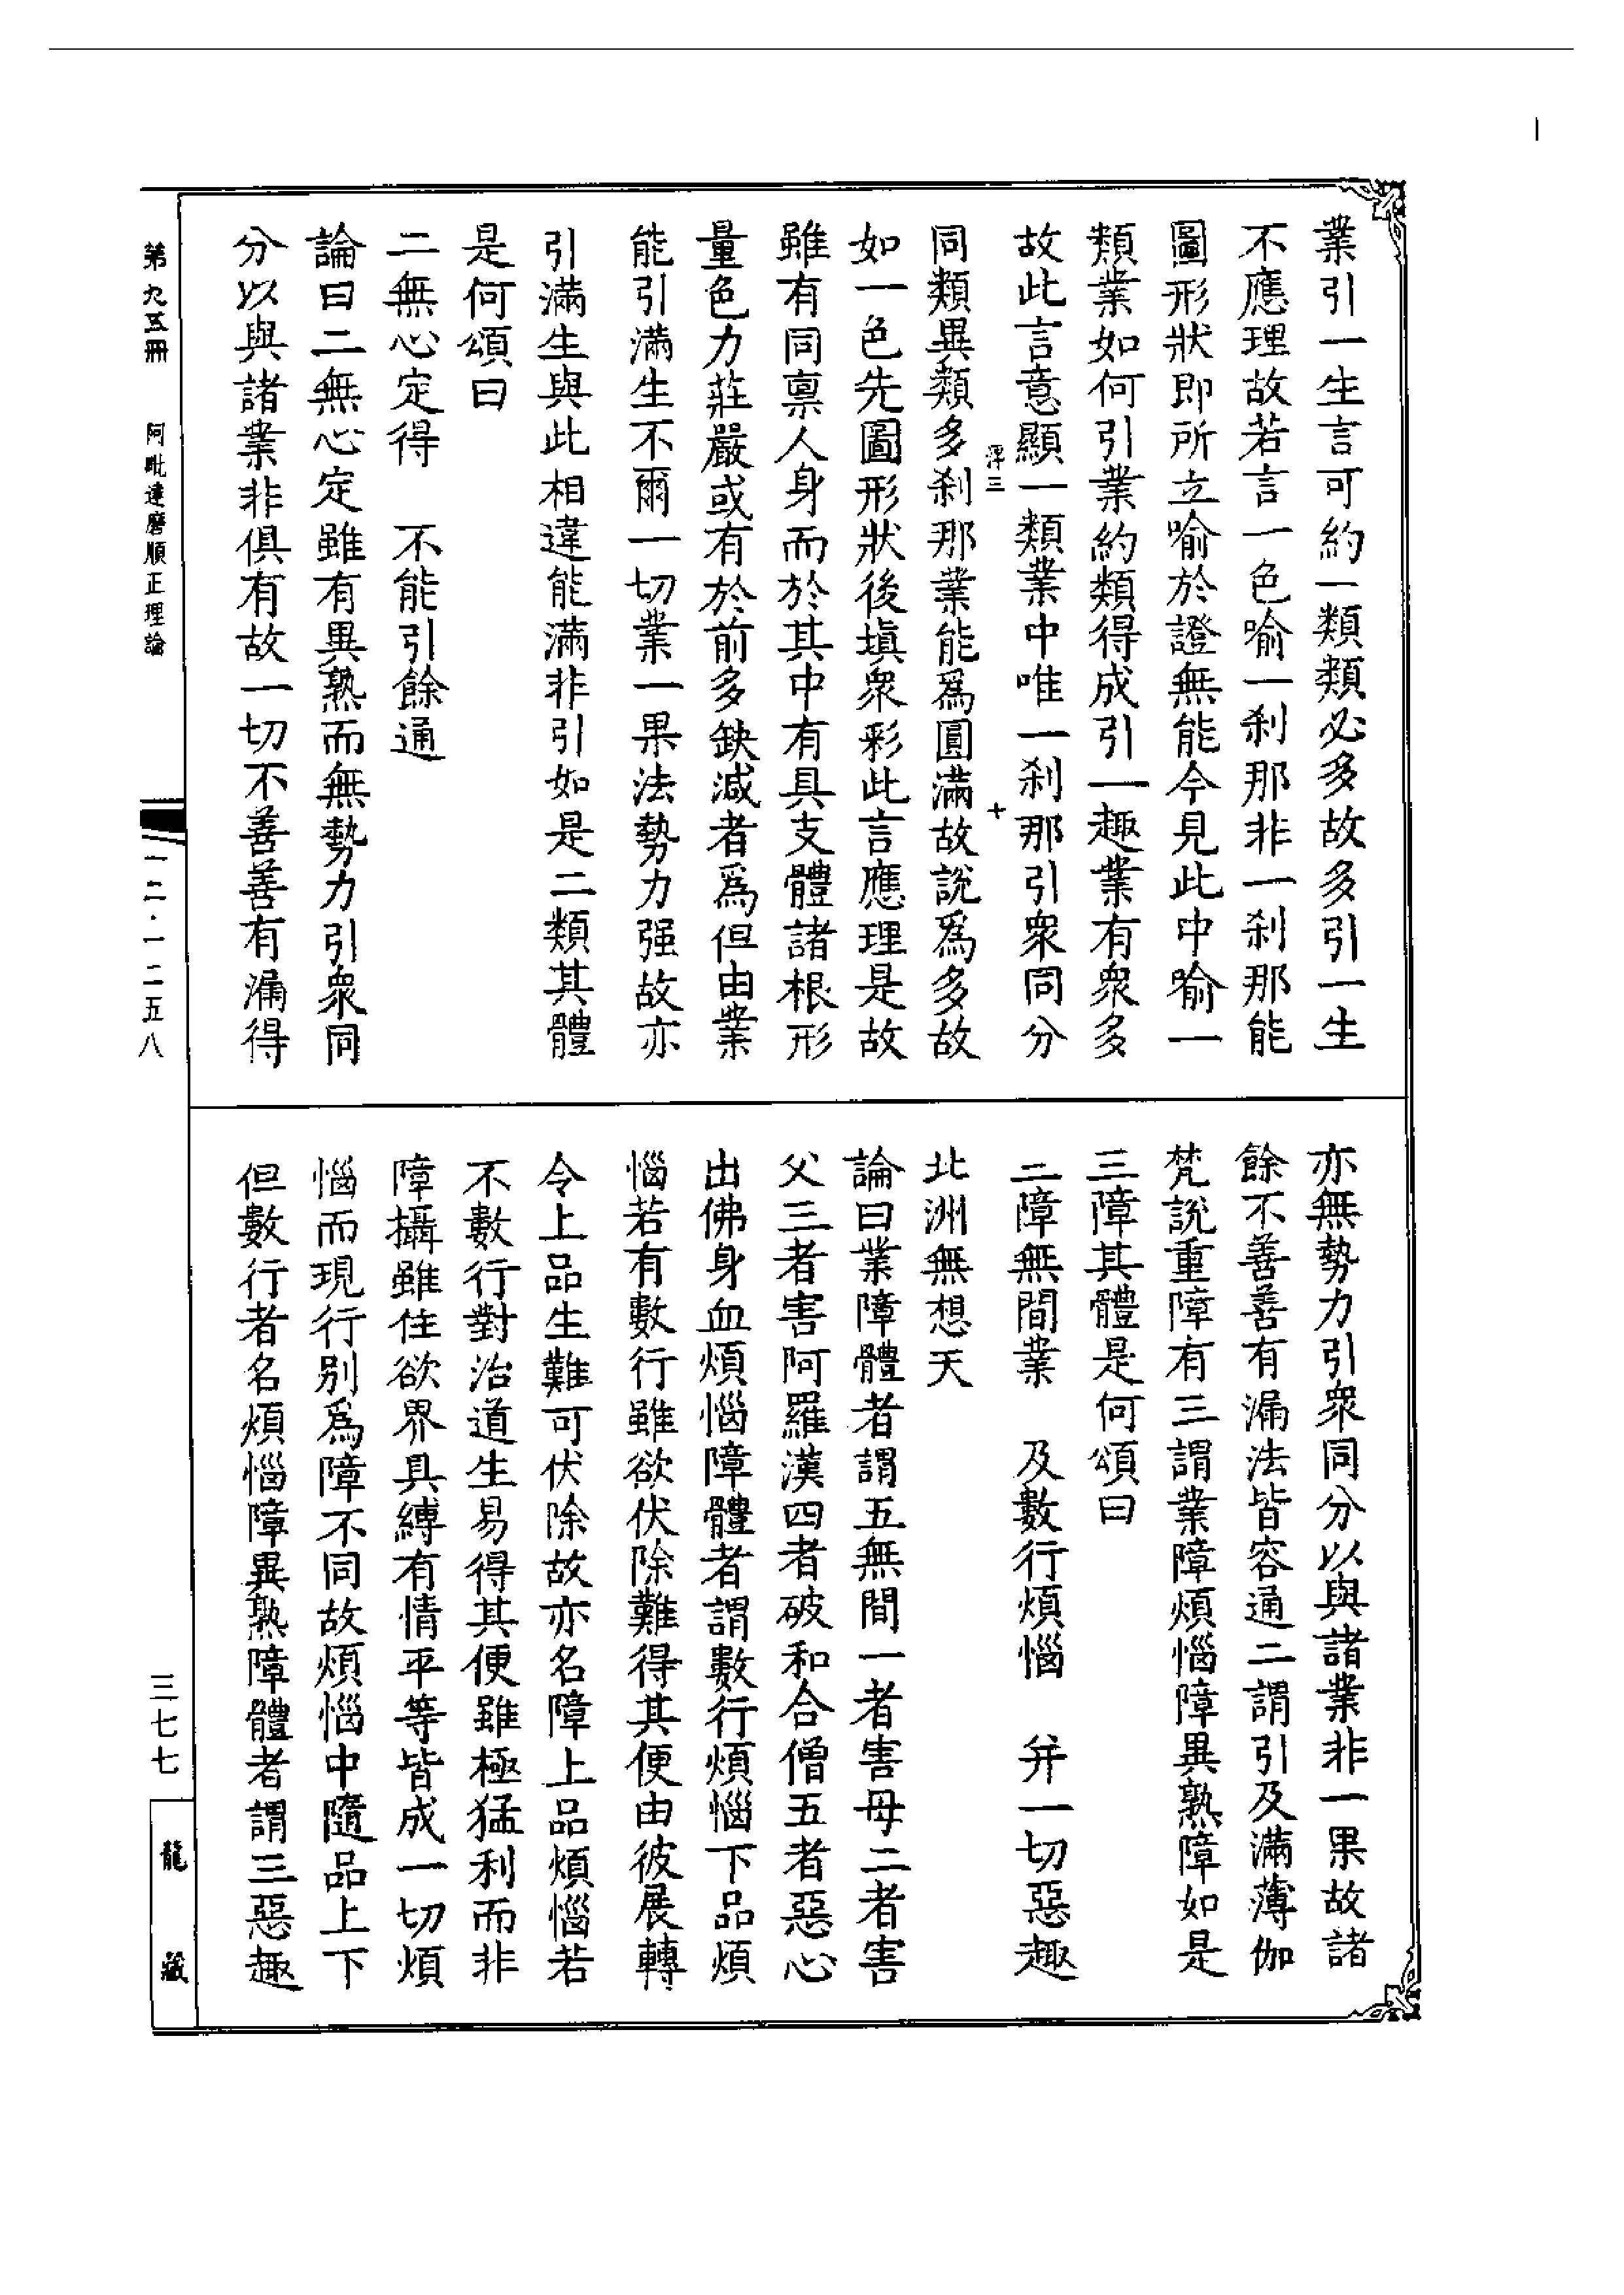 業引一生言可約一類類必多故多引一生
不應理故若言一色喻一刹那非一刹那能
圖形狀即所立喻於證無能今見此中喻一
類業如何引業約類得成引一趣業有衆多
故此言意顯一類業中唯一刹那引衆同分
同類異類多刹那業能爲圓滿故說爲多故
如一色先圖形狀後塡衆彩此言應理是故
雖有同稟人身而於其中有具支體諸根形
量色力莊嚴或有於前多缺減者爲但由業
能引滿生不爾一切業一果法勢力强故亦
引滿生與此相違能滿非引如是二類其體
是何頌曰
二無心定得　不能引餘通
論曰二無心定雖有異熟而無勢力引衆同
分以與諸業非俱有故一切不善善有漏得
亦無勢力引衆同分以與諸業非一果故諸
餘不善善有漏法皆容通二謂引及滿薄伽
梵說重障有三謂業障煩惱障異熟障如是
三障其體是何頌曰
三障無間業　及數行煩惱　并一切惡趣
北洲無想天
論曰業障體者謂五無間一者害母二者害
父三者害阿羅漢四者破和合僧五者惡心
出佛身血煩惱障體者謂數行煩惱下品煩
惱若有數行雖欲伏除難得其便由彼展轉
令上品生難可伏除故亦名障上品煩惱若
不數行對治道生易得其便雖極猛利而非
障攝雖住欲界具縛有情平等皆成一切煩
惱而現行別爲障不同故煩惱中隨品上下
但數行者名煩惱障異熟障體者謂三惡趣
第九五冊　阿毗達磨順正理論
一二·一二五八
三七七
龍藏
十